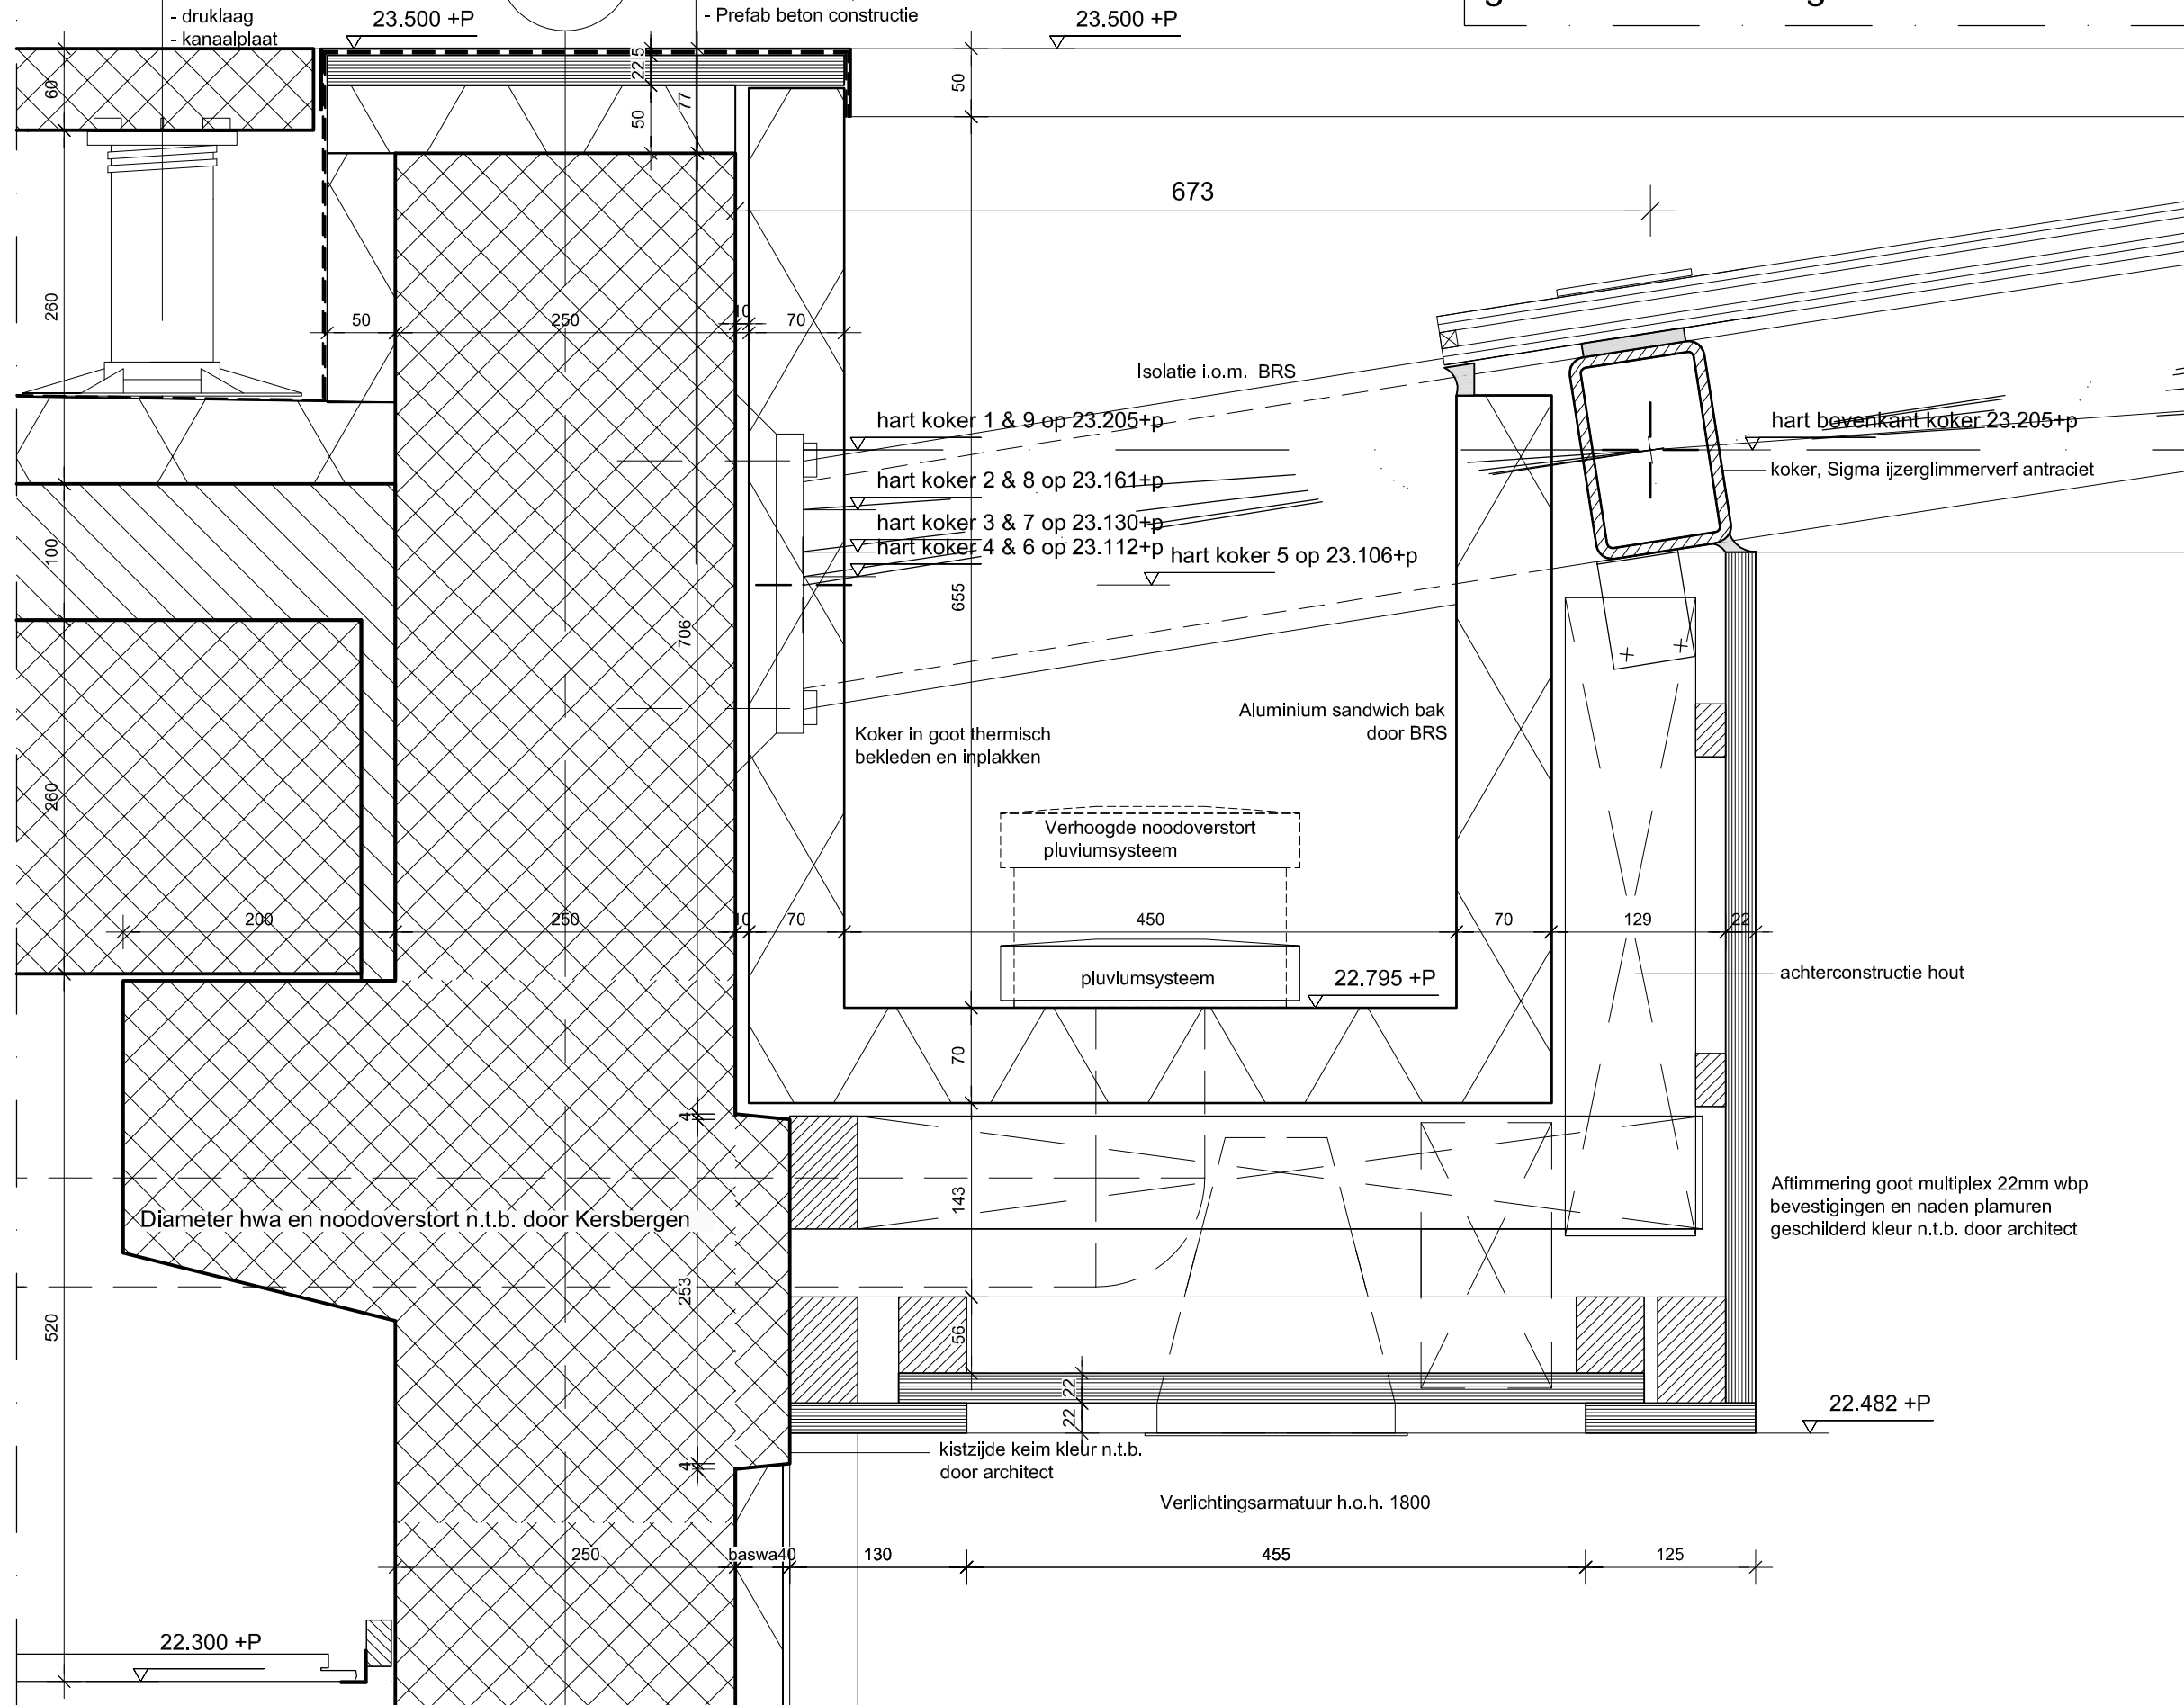 - druklaag
- kanaalplaat
23.500 +P
- Prefab beton constructie
23.500 +P
60
22
5
77
50
50
673
260
50
250
10
70
Isolatie i.o.m. BRS
hart koker 1 & 9 op 23.205+p
hart bovenkant koker 23.205+p
koker, Sigma ijzerglimmerverf antraciet
hart koker 2 & 8 op 23.161+p
hart koker 3 & 7 op 23.130+p
hart koker 4 & 6 op 23.112+p
hart koker 5 op 23.106+p
100
655
706
Koker in goot thermisch
bekleden en inplakken
Aluminium sandwich bak
door BRS
260
Verhoogde noodoverstort
pluviumsysteem
200
250
10
70
450
70
129
22
pluviumsysteem
22.795 +P
achterconstructie hout
70
4
143
Diameter hwa en noodoverstort n.t.b. door Kersbergen
Aftimmering goot multiplex 22mm wbp
bevestigingen en naden plamuren
geschilderd kleur n.t.b. door architect
253
520
56
22
22
22.482 +P
4
kistzijde keim kleur n.t.b.
door architect
Verlichtingsarmatuur h.o.h. 1800
250
baswa40
130
455
125
22.300 +P